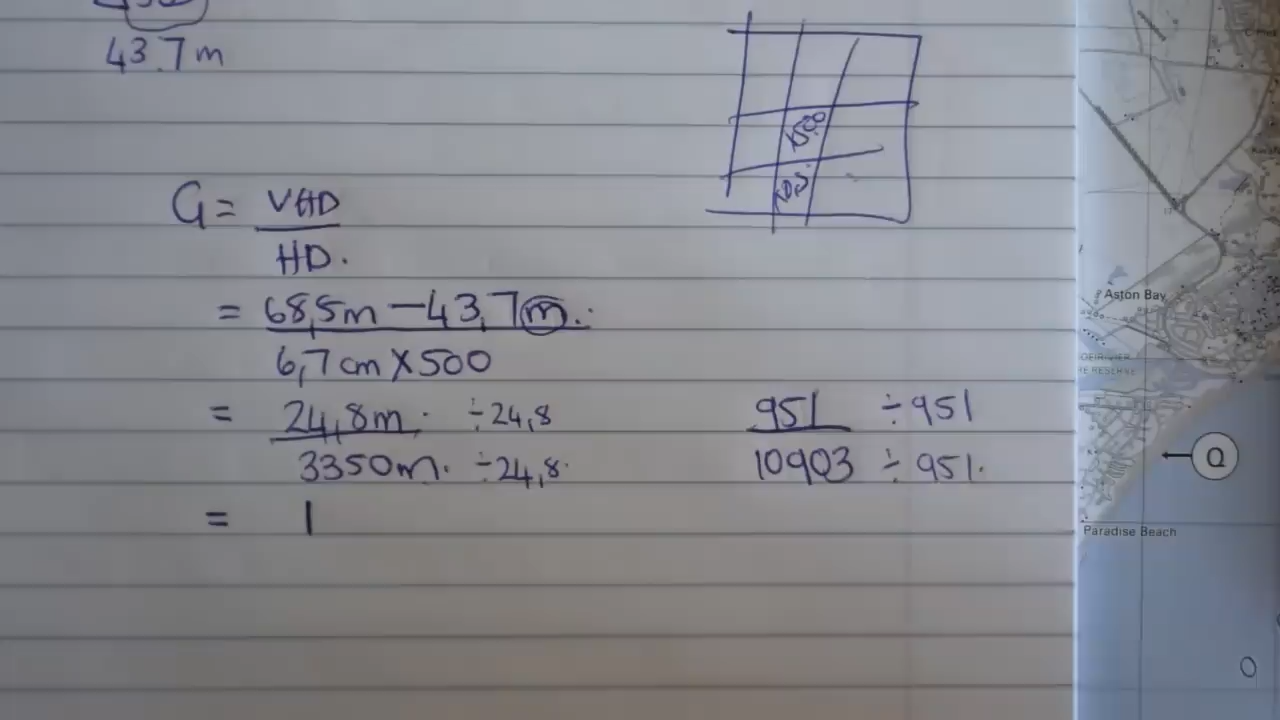 43.7m
G = VHD
HD.
= 68,5m - 43,7m.
6,7cm x 500
= 24,8m. ÷24,8
3350m. ÷24,8.
= 1
951 ÷951
10903 ÷951.
Aston Bay
Q
Paradise Beach